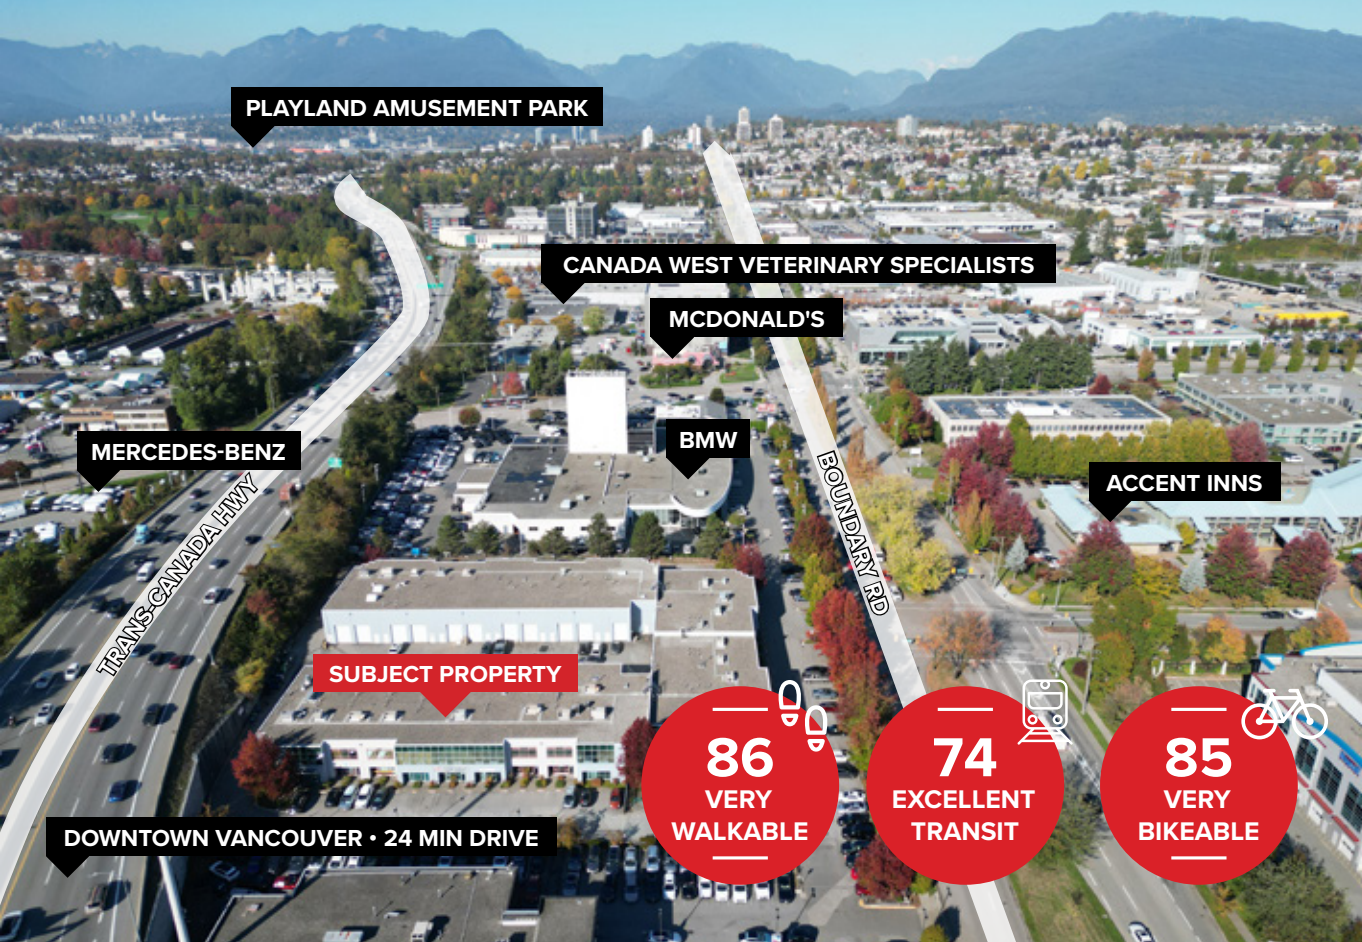 PLAYLAND AMUSEMENT PARK
CANADA WEST VETERINARY SPECIALISTS
MCDONALD'S
MERCEDES-BENZ
BMW
ACCENT INNS
TRANS-CANADA HWY
BOUNDARY RD
SUBJECT PROPERTY
86
VERY
WALKABLE
74
EXCELLENT
TRANSIT
85
VERY
BIKEABLE
DOWNTOWN VANCOUVER • 24 MIN DRIVE